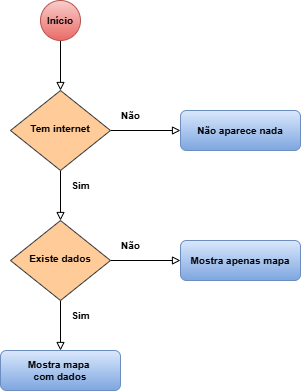 Início
Tem internet
Não
Não aparece nada
Sim
Existe dados
Não
Mostra apenas mapa
Sim
Mostra mapa
com dados